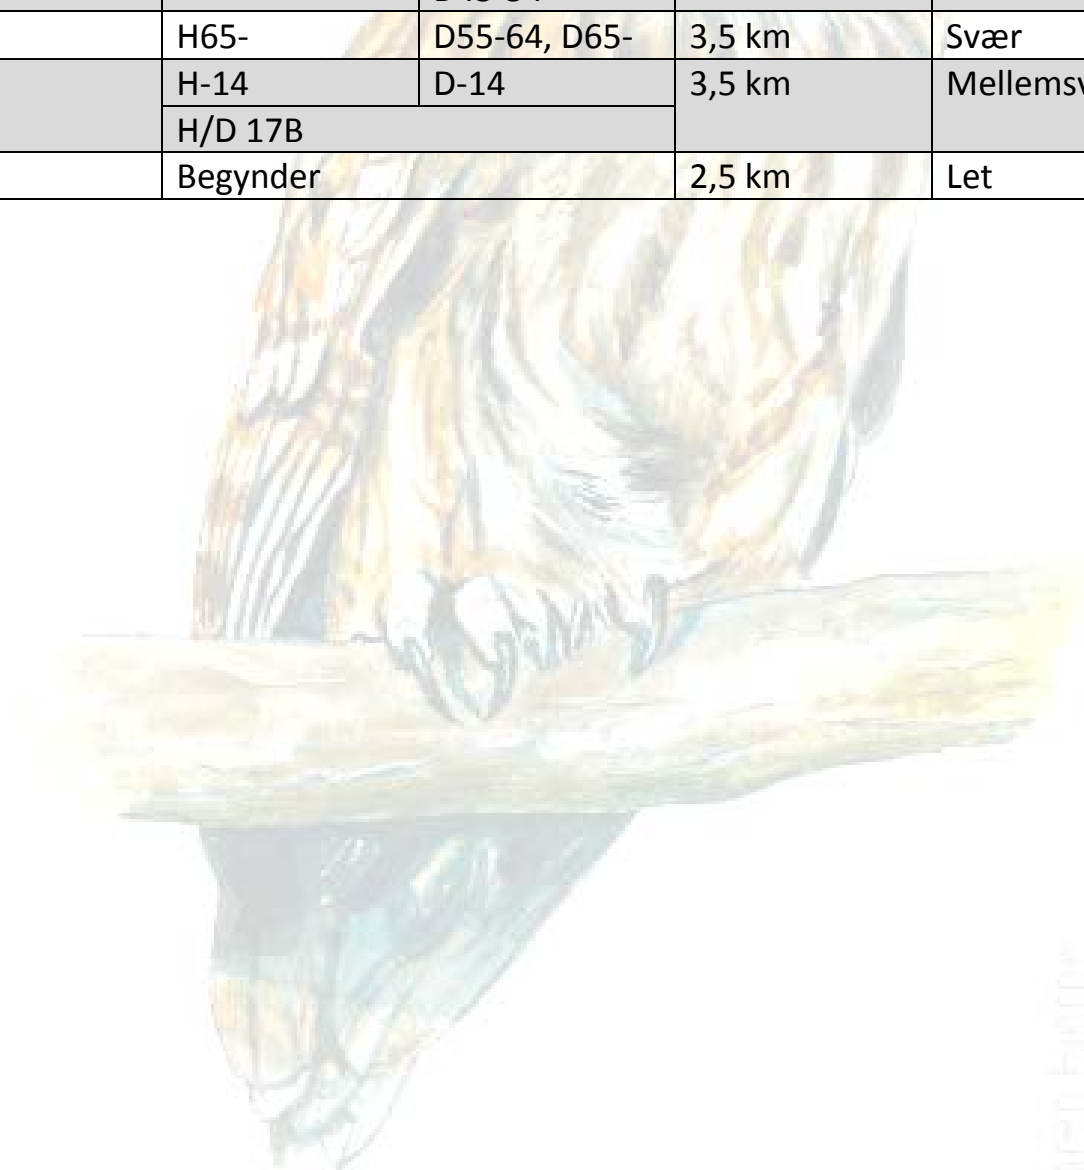 H65- D55-64, D65- 3,5 km Svær
H-14 D-14 3,5 km
H/D 17B
Begynder 2,5 km Let